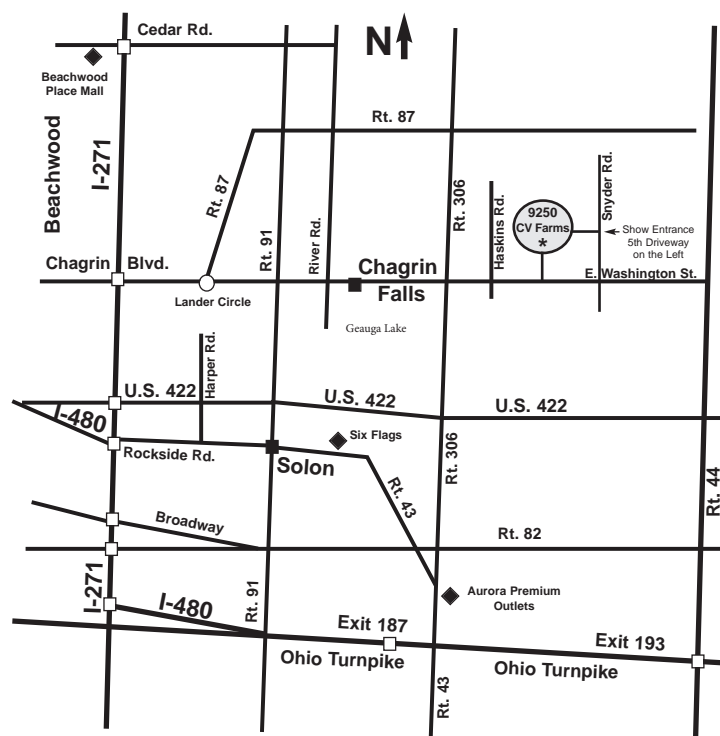 Cedar Rd.
N
Beachwood
Place Mall
Rt. 87
Beachwood
I-271
Rt. 87
Rt. 91
River Rd.
Rt. 306
Haskins Rd.
9250
CV Farms
*
Snyder Rd.
Show Entrance
5th Driveway
on the Left
E. Washington St.
Chagrin Blvd.
Lander Circle
Chagrin
Falls
Geauga Lake
Harper Rd.
U.S. 422
U.S. 422
U.S. 422
I-480
Rockside Rd.
Solon
Six Flags
Rt. 43
Rt. 306
Rt. 44
Broadway
Rt. 82
I-271
I-480
Rt. 91
Aurora Premium
Outlets
Exit 187
Exit 193
Ohio Turnpike
Ohio Turnpike
Rt. 43